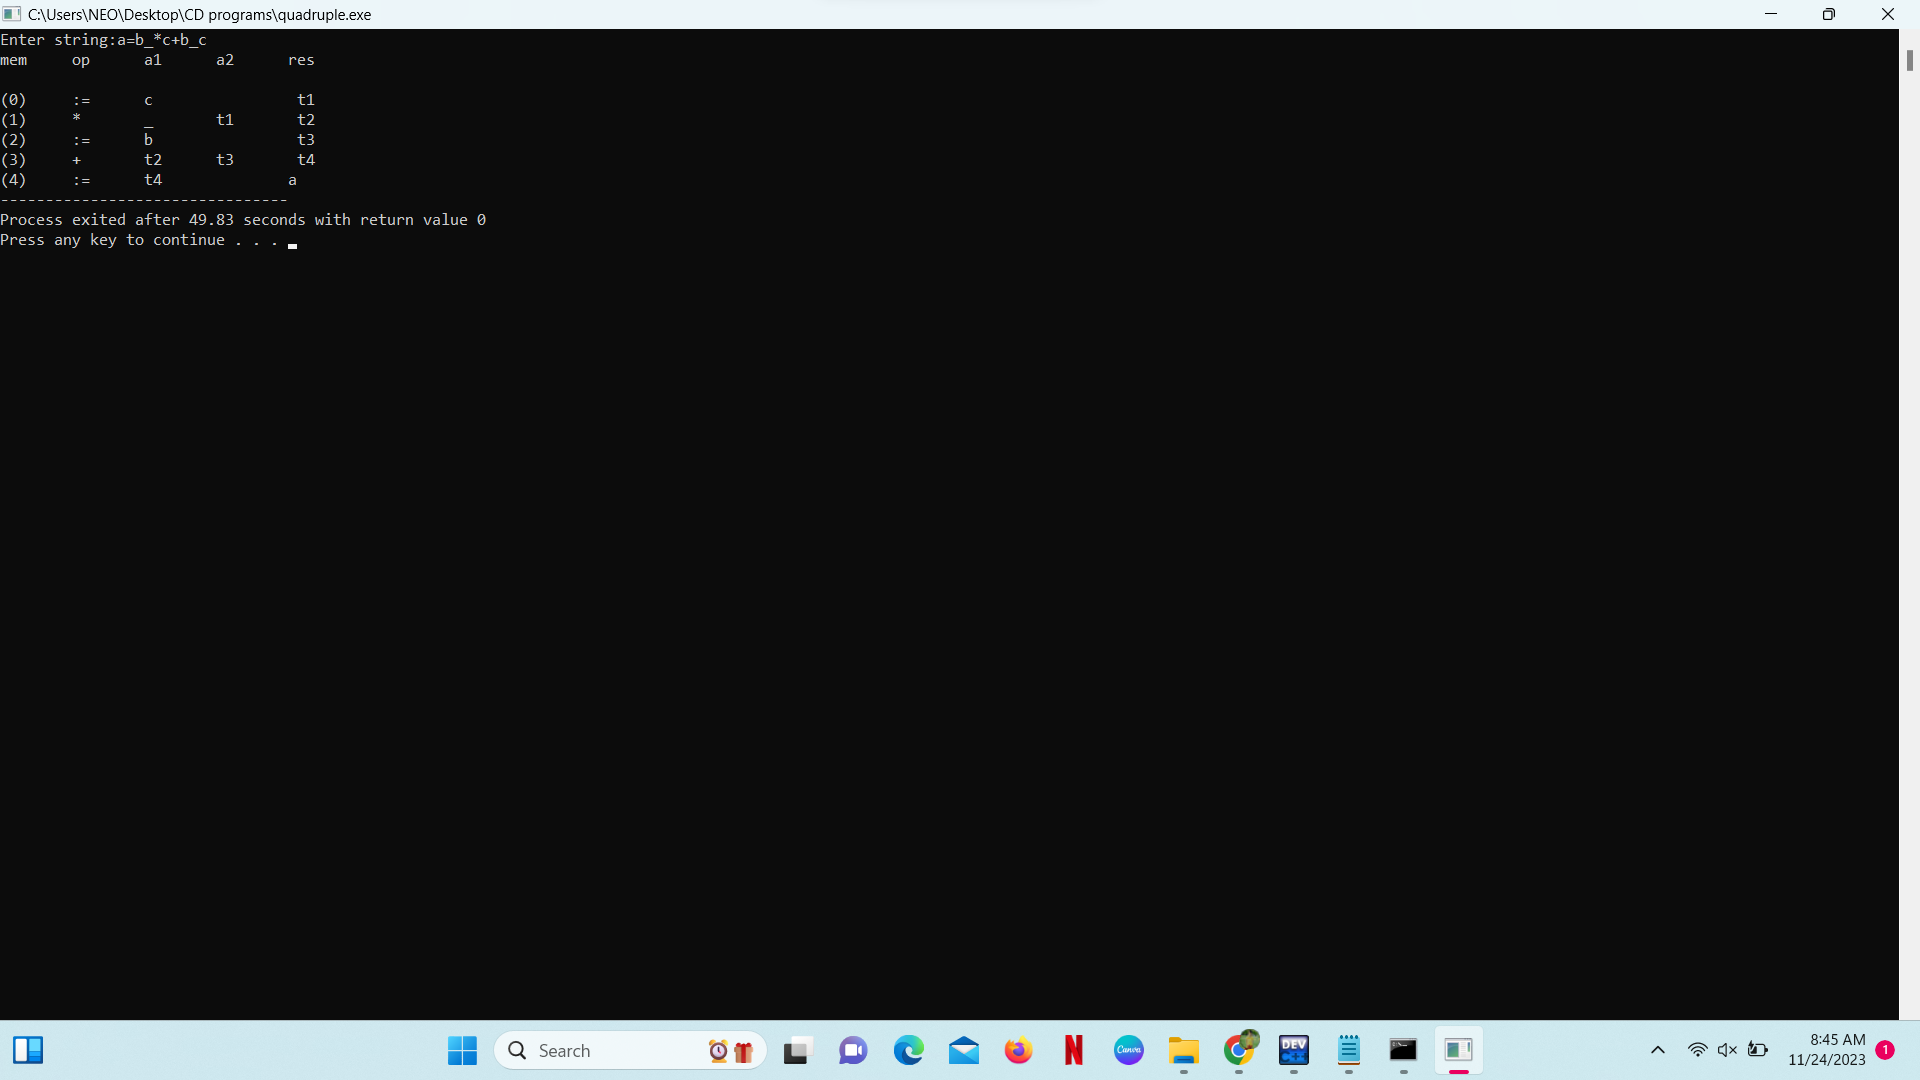 C:\Users\NEO\Desktop\CD programs\quadruple.exe
Enter string:a=b_*c+b_c
mem op a1 a2 res
(0) := c t1
(1) * _ t1 t2
(2) := b t3
(3) + t2 t3 t4
(4) := t4 a
--------------------------------
Process exited after 49.83 seconds with return value 0
Press any key to continue . . .
Search
N
Canva
DEV
C++
8:45 AM
11/24/2023
1